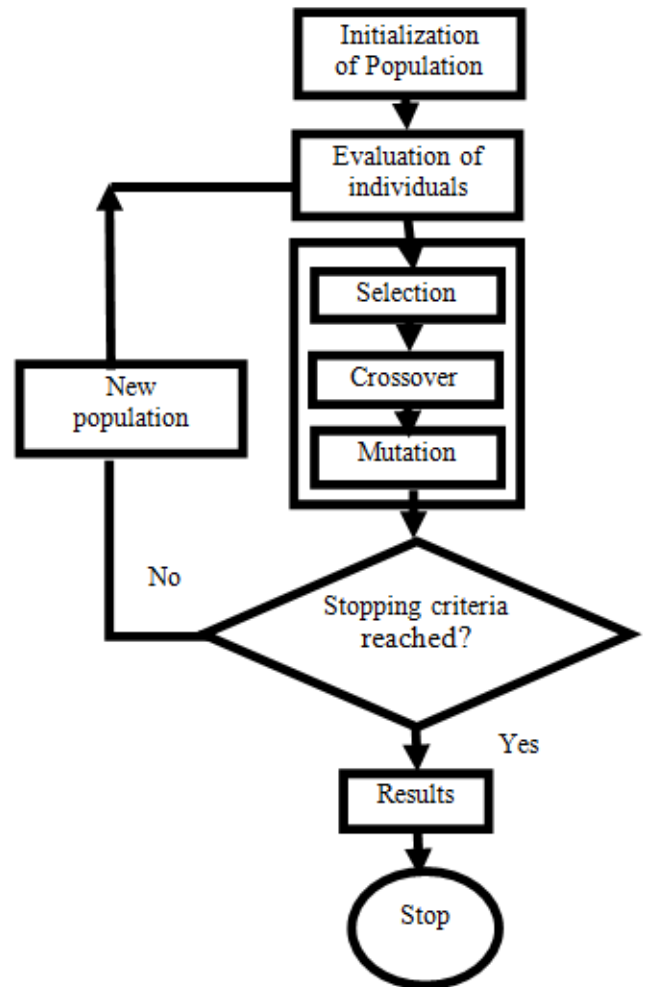 Initialization
of Population
Evaluation of
individuals
Selection
Crossover
New
population
Mutation
No
Stopping criteria
reached?
Yes
Results
Stop